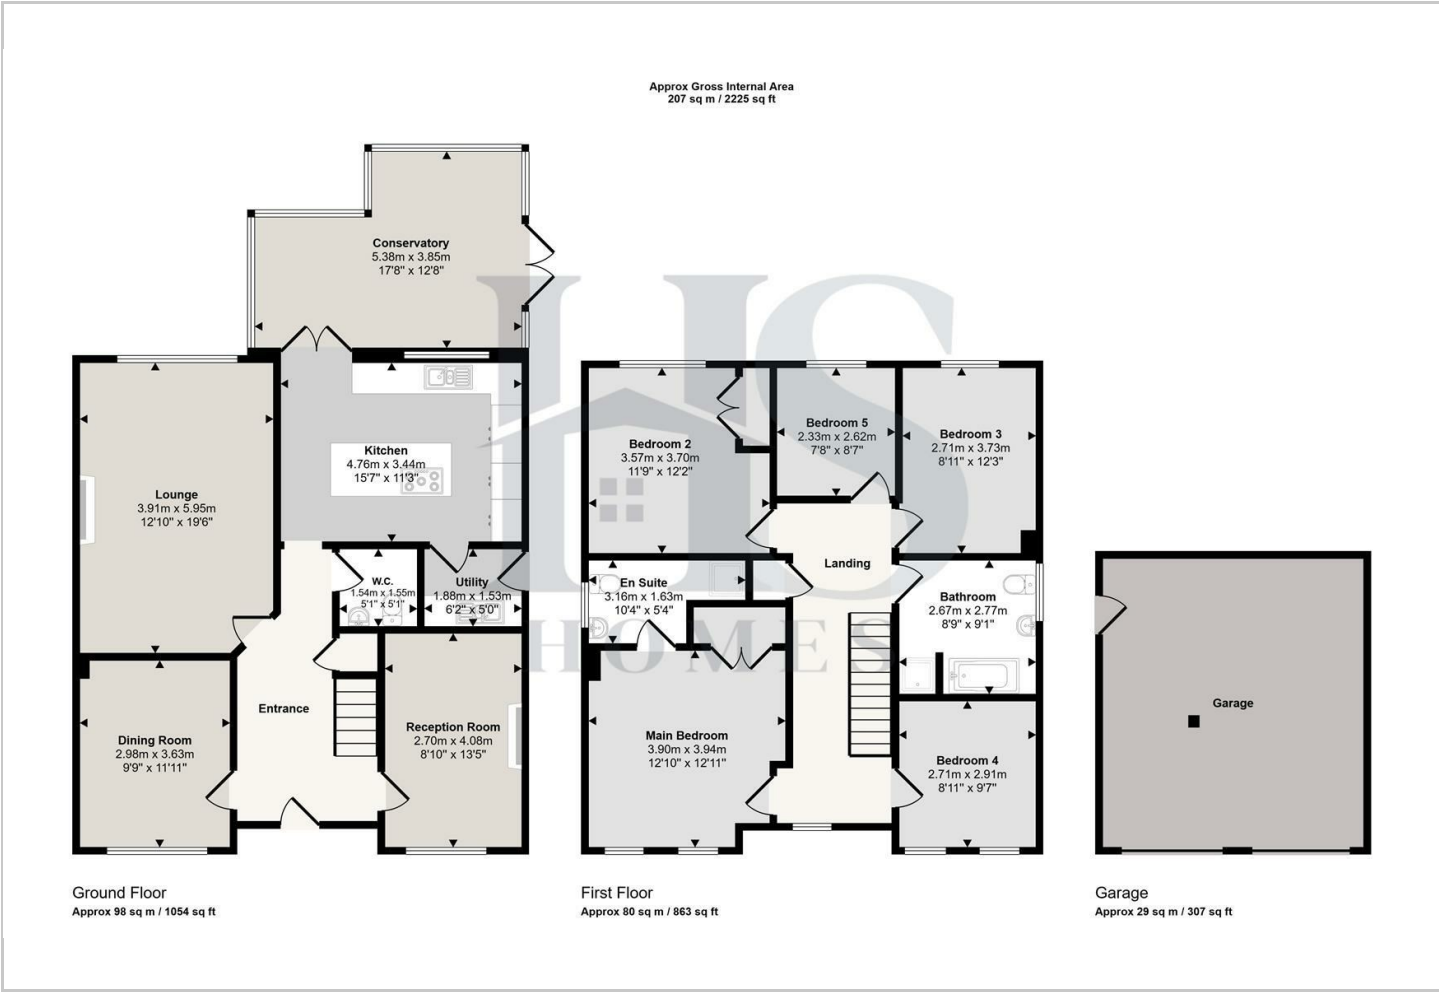 Approx Gross Internal Area
207 sq m / 2225 sq ft
Conservatory
5.38m x 3.85m
17'8" x 12'8"
Kitchen
4.76m x 3.44m
15'7" x 11'3"
Lounge
3.91m x 5.95m
12'10" x 19'6"
W.C.
1.54m x 1.55m
5'1" x 5'1"
Utility
1.88m x 1.53m
6'2" x 5'0"
Entrance
Dining Room
2.98m x 3.63m
9'9" x 11'11"
Reception Room
2.70m x 4.08m
8'10" x 13'5"
Ground Floor
Approx 98 sq m / 1054 sq ft
HS
HOMES
Bedroom 2
3.57m x 3.70m
11'9" x 12'2"
Bedroom 5
2.33m x 2.62m
7'8" x 8'7"
Bedroom 3
2.71m x 3.73m
8'11" x 12'3"
Landing
En Suite
3.16m x 1.63m
10'4" x 5'4"
Bathroom
2.67m x 2.77m
8'9" x 9'1"
Main Bedroom
3.90m x 3.94m
12'10" x 12'11"
Bedroom 4
2.71m x 2.91m
8'11" x 9'7"
First Floor
Approx 80 sq m / 863 sq ft
Garage
Garage
Approx 29 sq m / 307 sq ft